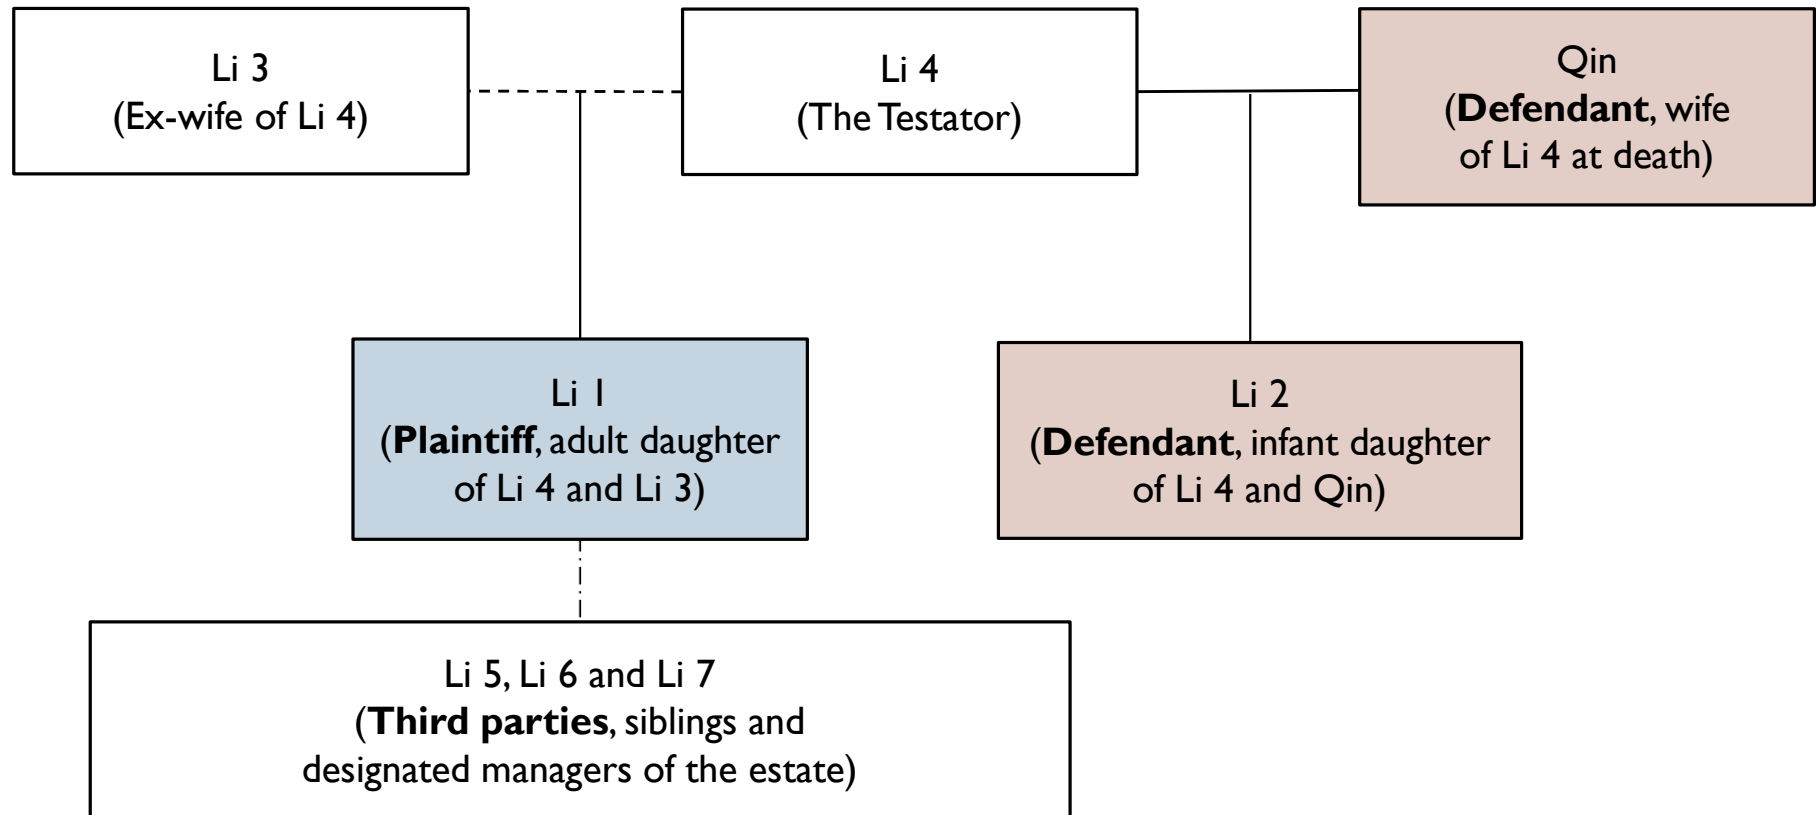 Li 3
(Ex-wife of Li 4)
Li 4
(The Testator)
Qin
(Defendant, wife
of Li 4 at death)
Li 1
(Plaintiff, adult daughter
of Li 4 and Li 3)
Li 2
(Defendant, infant daughter
of Li 4 and Qin)
Li 5, Li 6 and Li 7
(Third parties, siblings and
designated managers of the estate)